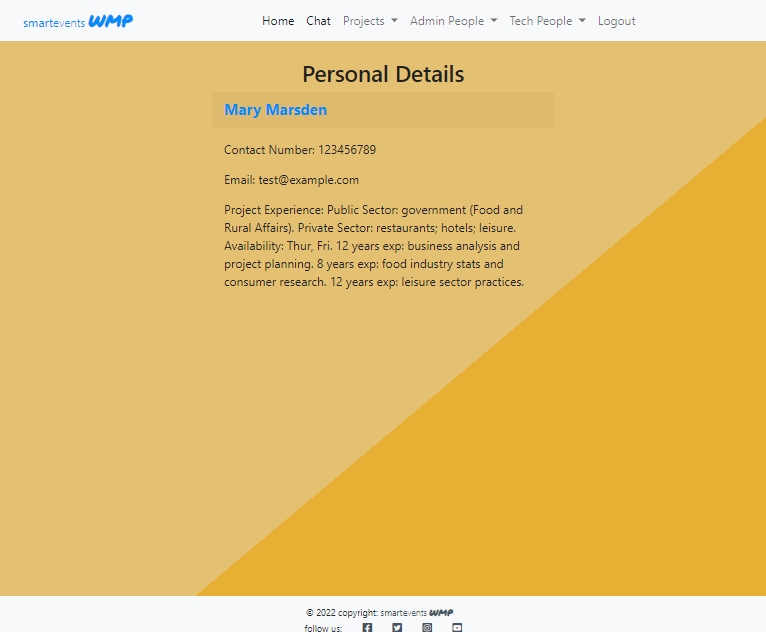 smartevents WMP Home Chat Projects Admin People Tech People Logout
Personal Details
Mary Marsden
Contact Number: 123456789
Email: test@example.com
Project Experience: Public Sector: government (Food and
Rural Affairs). Private Sector: restaurants; hotels; leisure.
Availability: Thur, Fri. 12 years exp: business analysis and
project planning. 8 years exp: food industry stats and
consumer research. 12 years exp: leisure sector practices.
© 2022 copyright: smartevents WMP
follow us: